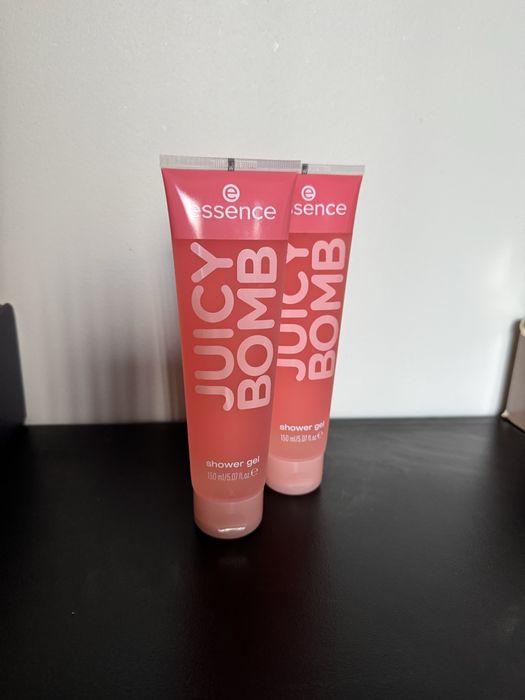 e
essence
JUICY
BOMB
shower gel
150 ml/5.07 fl.oz.℮
e
essence
JUICY
BOMB
shower gel
150 ml/5.07 fl.oz.℮